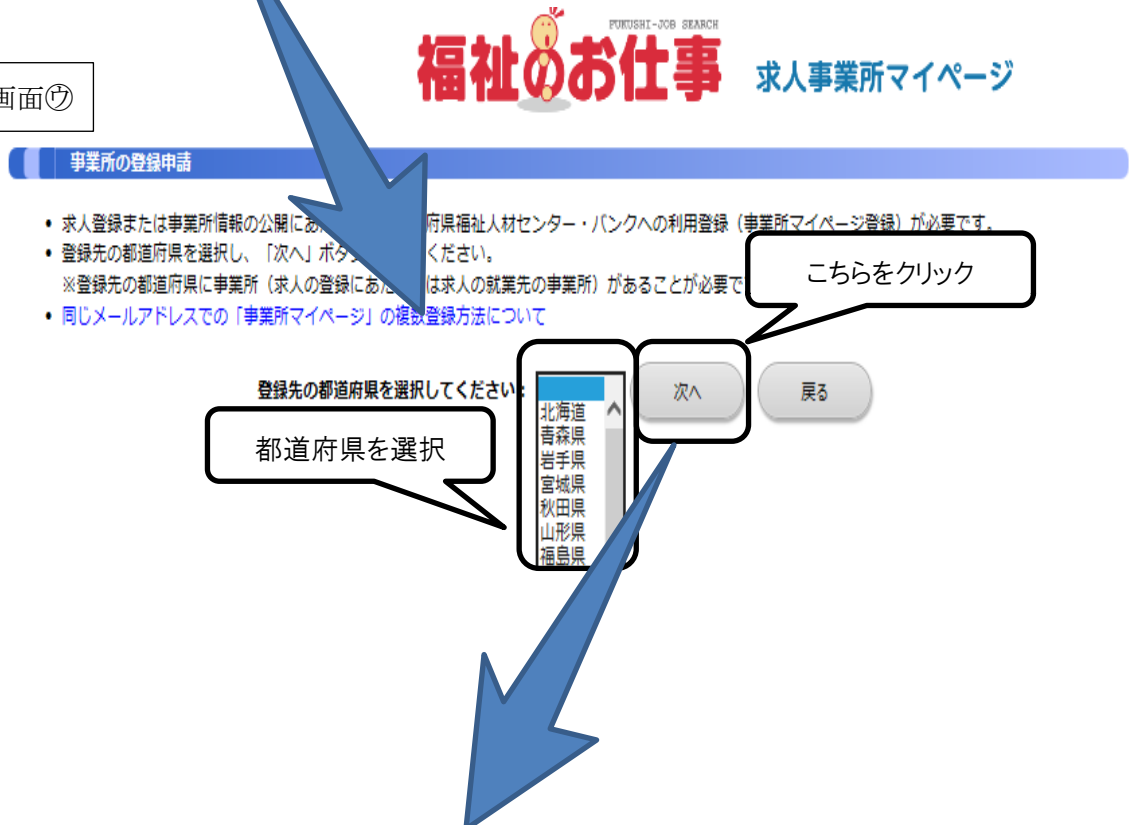 FUKUSHI-JOB SEARCH
福祉のお仕事 求人事業所マイページ
画面㋒
事業所の登録申請
• 求人登録または事業所情報の公開にあ 府県福祉人材センター・バンクへの利用登録（事業所マイページ登録）が必要です。
• 登録先の都道府県を選択し、「次へ」ボタ ください。
※登録先の都道府県に事業所（求人の登録にあた は求人の就業先の事業所）があることが必要で
こちらをクリック
• 同じメールアドレスでの「事業所マイページ」の複数登録方法について
登録先の都道府県を選択してください：
次へ
戻る
都道府県を選択
北海道
青森県
岩手県
宮城県
秋田県
山形県
福島県